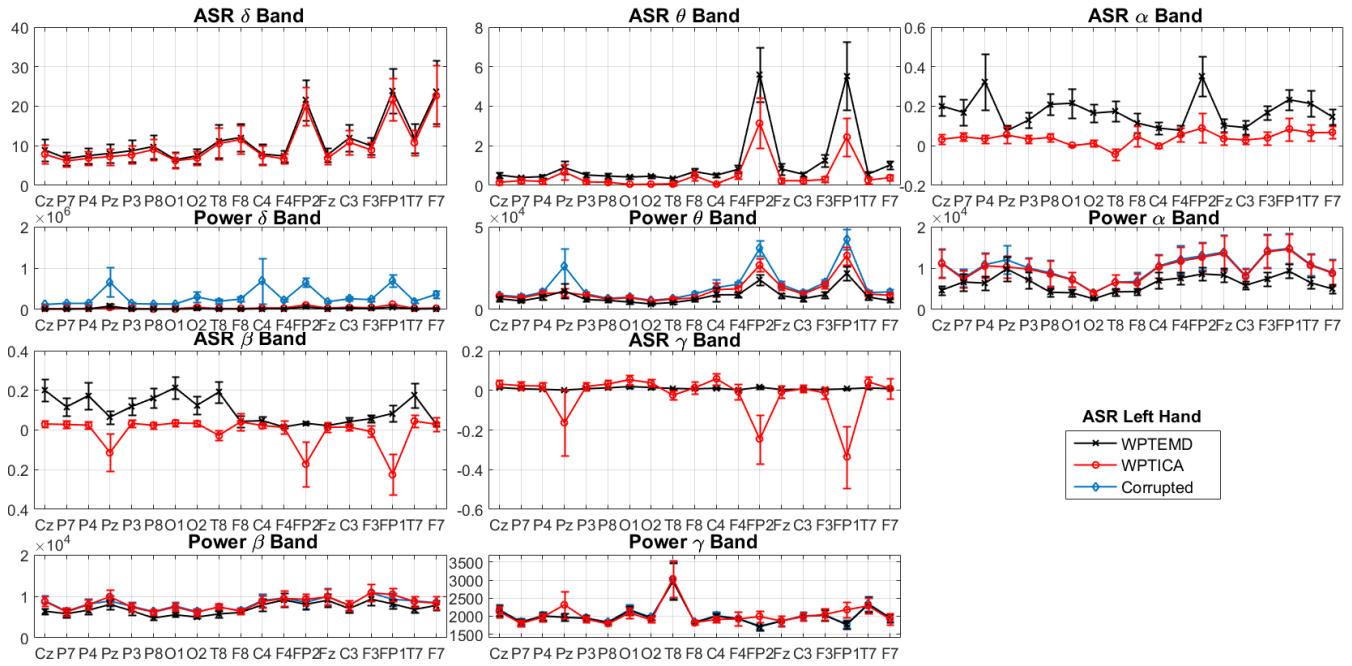 ASR δ Band
40
30
20
10
0
Cz P7 P4 Pz P3 P8 O1 O2 T8 F8 C4 F4 FP2 Fz C3 F3 FP1 T7 F7
ASR θ Band
8
6
4
2
0
Cz P7 P4 Pz P3 P8 O1 O2 T8 F8 C4 F4 FP2 Fz C3 F3 FP1 T7 F7
ASR α Band
0.6
0.4
0.2
0
-0.2
Cz P7 P4 Pz P3 P8 O1 O2 T8 F8 C4 F4 FP2 Fz C3 F3 FP1 T7 F7
×10⁶
Power δ Band
2
1
0
Cz P7 P4 Pz P3 P8 O1 O2 T8 F8 C4 F4 FP2 Fz C3 F3 FP1 T7 F7
×10⁴
Power θ Band
5
0
Cz P7 P4 Pz P3 P8 O1 O2 T8 F8 C4 F4 FP2 Fz C3 F3 FP1 T7 F7
×10⁴
Power α Band
2
1
0
Cz P7 P4 Pz P3 P8 O1 O2 T8 F8 C4 F4 FP2 Fz C3 F3 FP1 T7 F7
ASR β Band
0.4
0.2
0
0.2
0.4
Cz P7 P4 Pz P3 P8 O1 O2 T8 F8 C4 F4 FP2 Fz C3 F3 FP1 T7 F7
ASR γ Band
0.2
0
-0.2
-0.4
-0.6
Cz P7 P4 Pz P3 P8 O1 O2 T8 F8 C4 F4 FP2 Fz C3 F3 FP1 T7 F7
ASR Left Hand
WPTEMD
WPTICA
Corrupted
×10⁴
Power β Band
2
1
0
Cz P7 P4 Pz P3 P8 O1 O2 T8 F8 C4 F4 FP2 Fz C3 F3 FP1 T7 F7
Power γ Band
3500
3000
2500
2000
1500
Cz P7 P4 Pz P3 P8 O1 O2 T8 F8 C4 F4 FP2 Fz C3 F3 FP1 T7 F7